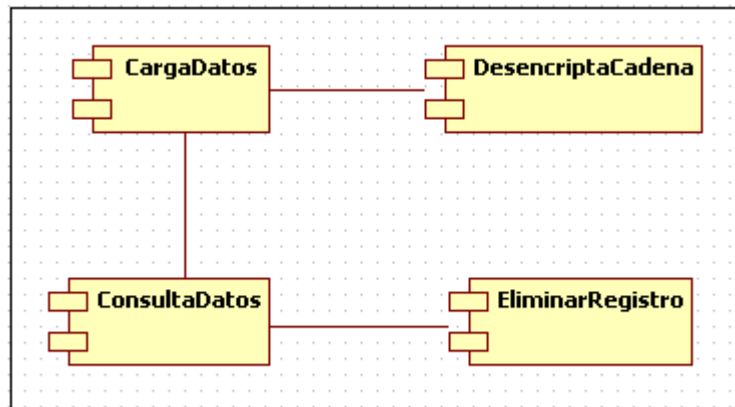 CargaDatos
DesencriptaCadena
ConsultaDatos
EliminarRegistro